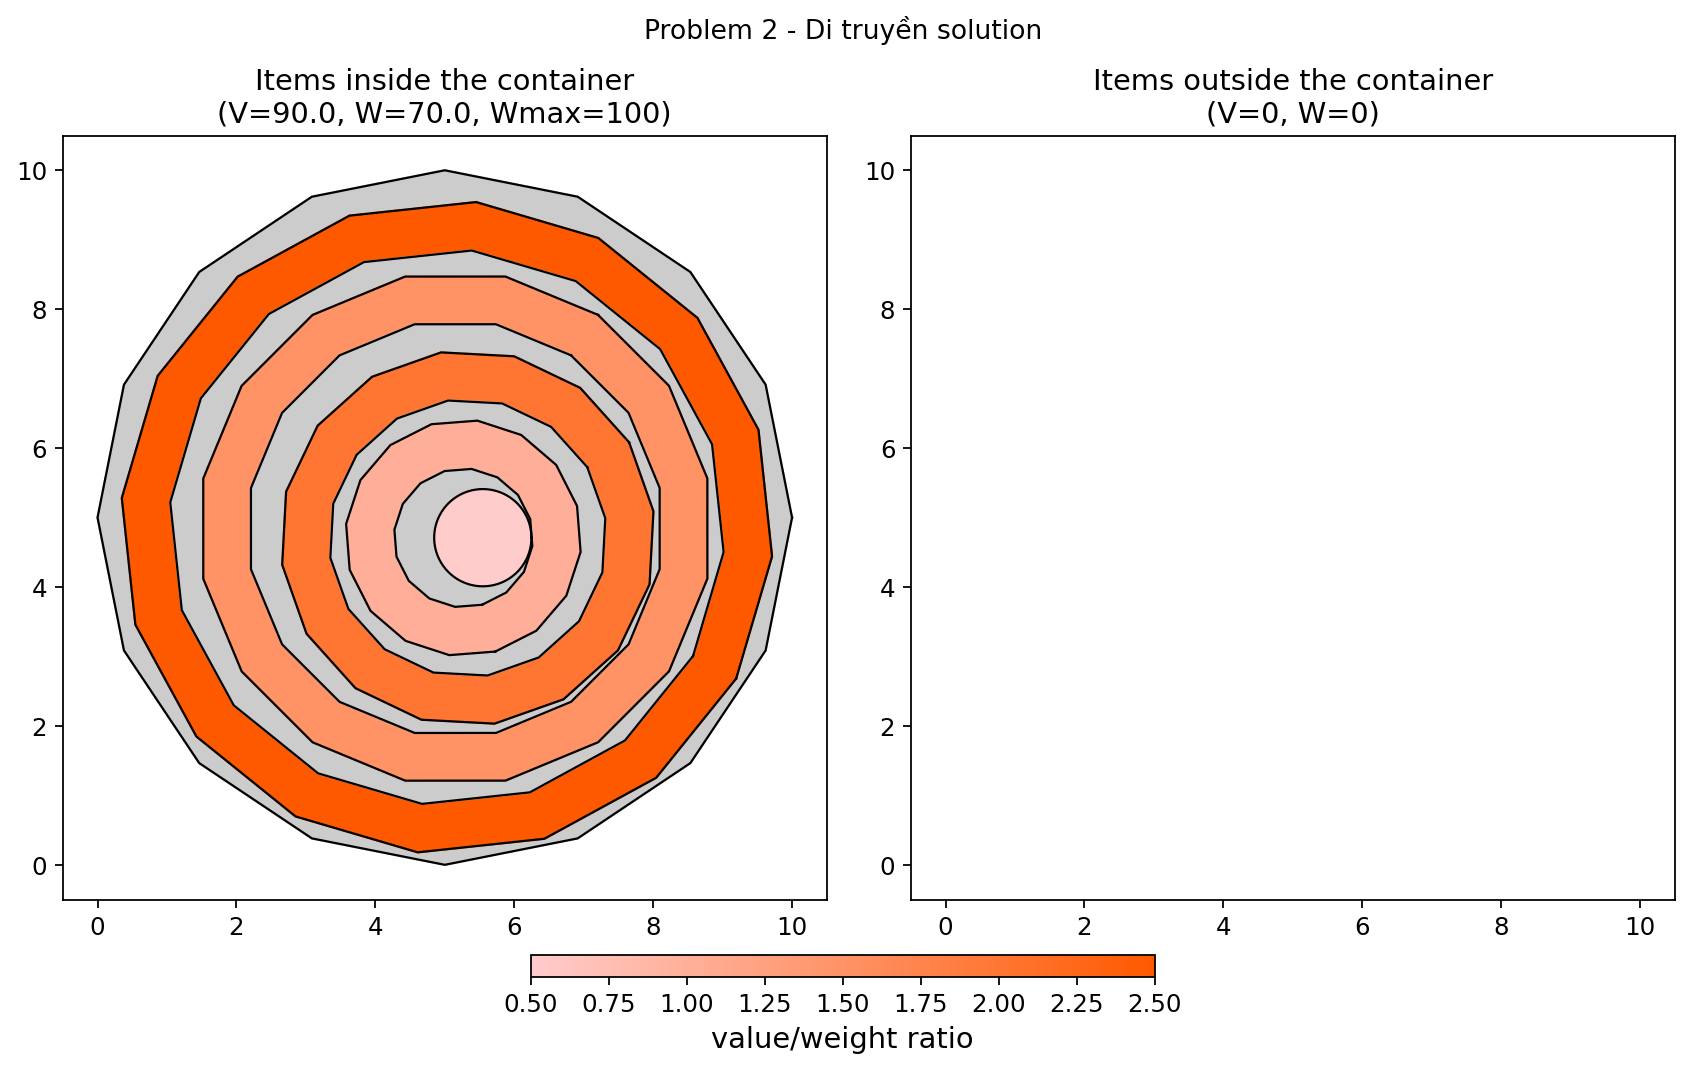 Problem 2 - Di truyền solution
Items inside the container
(V=90.0, W=70.0, Wmax=100)
Items outside the container
(V=0, W=0)
10
8
6
4
2
0
0 2 4 6 8 10
10
8
6
4
2
0
0 2 4 6 8 10
0.50 0.75 1.00 1.25 1.50 1.75 2.00 2.25 2.50
value/weight ratio